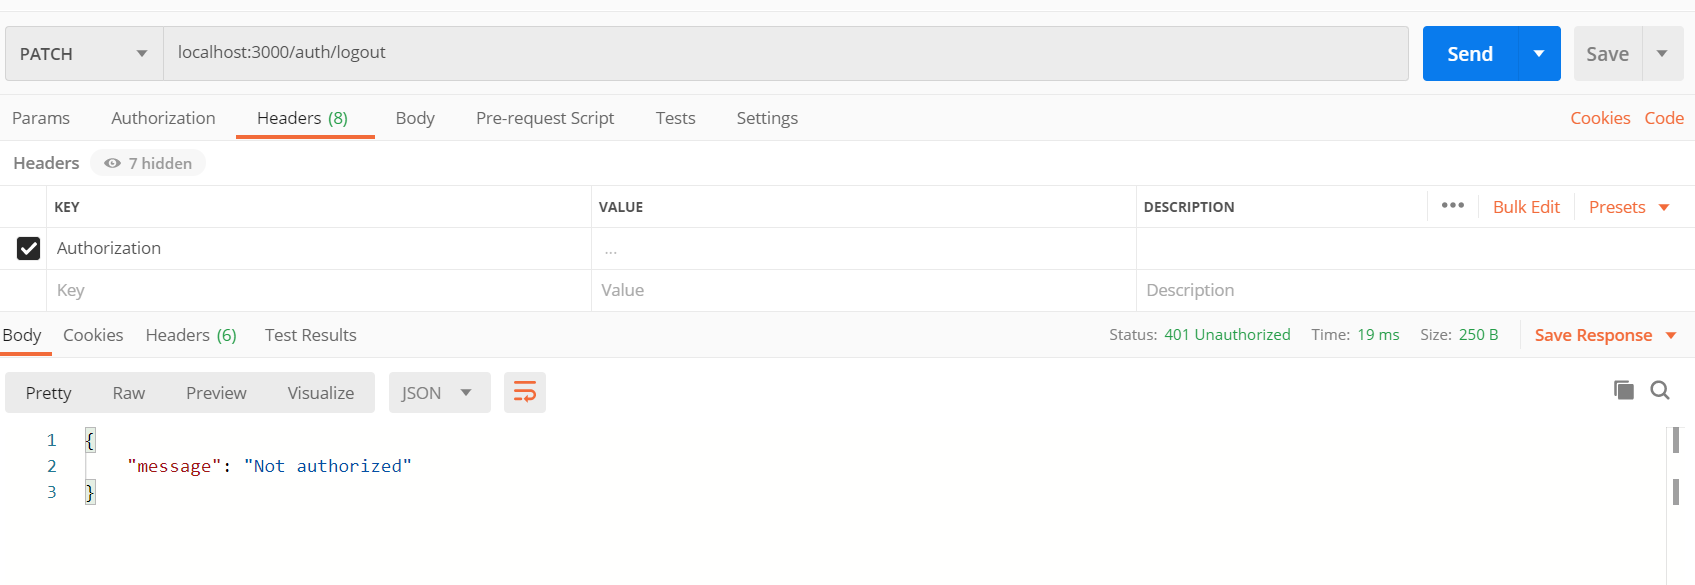 PATCH localhost:3000/auth/logout Send Save
Params Authorization Headers (8) Body Pre-request Script Tests Settings Cookies Code
Headers 7 hidden
KEY VALUE DESCRIPTION ••• Bulk Edit Presets
Authorization ...
Key Value Description
Body Cookies Headers (6) Test Results Status: 401 Unauthorized Time: 19 ms Size: 250 B Save Response
Pretty Raw Preview Visualize JSON
1 {
2 "message": "Not authorized"
3 }